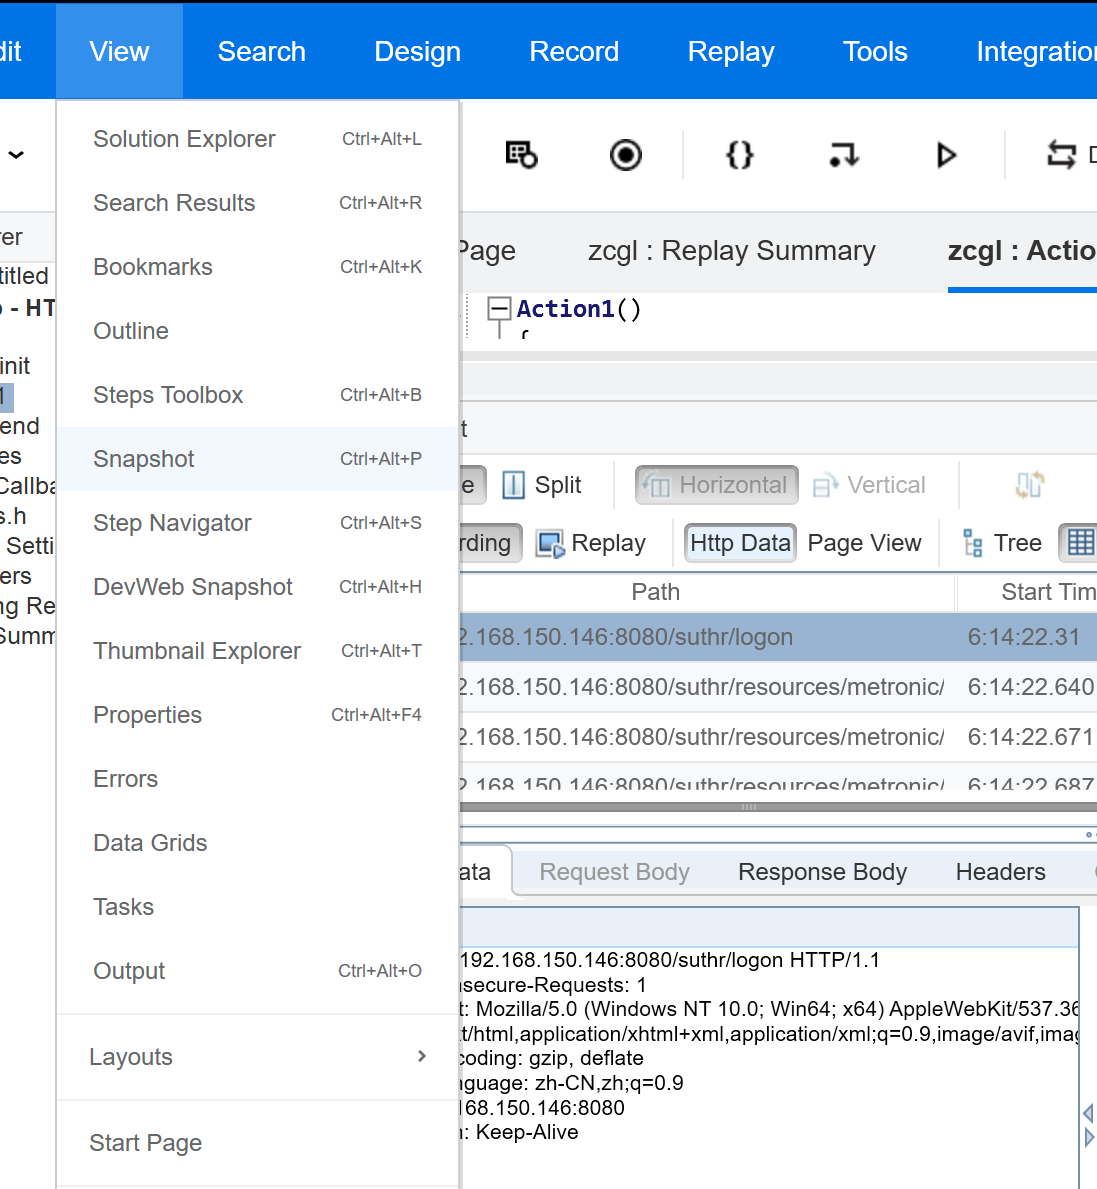 dit View Search Design Record Replay Tools Integration
Solution Explorer Ctrl+Alt+L
Search Results Ctrl+Alt+R
Bookmarks Ctrl+Alt+K
Outline
Steps Toolbox Ctrl+Alt+B
Snapshot Ctrl+Alt+P
Step Navigator Ctrl+Alt+S
DevWeb Snapshot Ctrl+Alt+H
Thumbnail Explorer Ctrl+Alt+T
Properties Ctrl+Alt+F4
Errors
Data Grids
Tasks
Output Ctrl+Alt+O
Layouts
Start Page
rer
titled
o - HT
init
1
end
es
Callba
s.h
Setti
ers
ng Re
Summ
Page zcgl : Replay Summary zcgl : Actio
Action1()
{
t
e Split Horizontal Vertical
rding Replay Http Data Page View Tree
Path Start Tim
2.168.150.146:8080/suthr/logon 6:14:22.31
2.168.150.146:8080/suthr/resources/metronic/ 6:14:22.640
2.168.150.146:8080/suthr/resources/metronic/ 6:14:22.671
2.168.150.146:8080/suthr/resources/metronic/ 6:14:22.687
ata Request Body Response Body Headers
192.168.150.146:8080/suthr/logon HTTP/1.1
nsecure-Requests: 1
t: Mozilla/5.0 (Windows NT 10.0; Win64; x64) AppleWebKit/537.36
xt/html,application/xhtml+xml,application/xml;q=0.9,image/avif,imag
coding: gzip, deflate
nguage: zh-CN,zh;q=0.9
168.150.146:8080
n: Keep-Alive